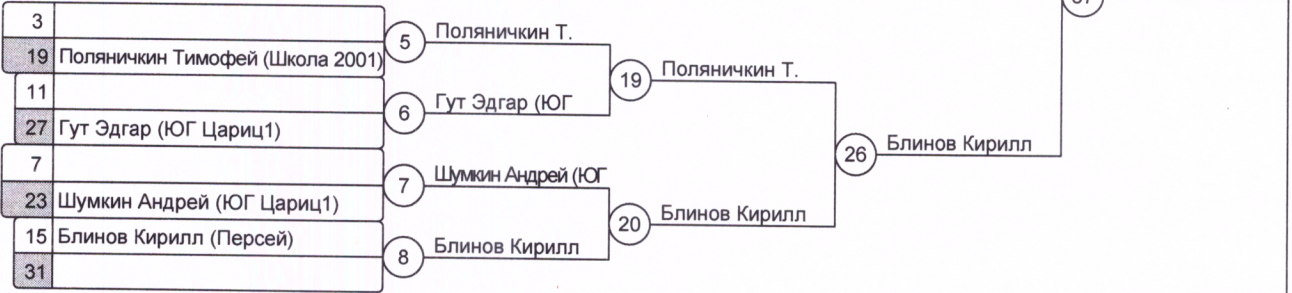 3
19 Поляничкин Тимофей (Школа 2001)
11
27 Гут Эдгар (ЮГ Цариц1)
7
23 Шумкин Андрей (ЮГ Цариц1)
15 Блинов Кирилл (Персей)
31
5 Поляничкин Т.
6 Гут Эдгар (ЮГ
7 Шумкин Андрей (ЮГ
8 Блинов Кирилл
19 Поляничкин Т.
20 Блинов Кирилл
26 Блинов Кирилл